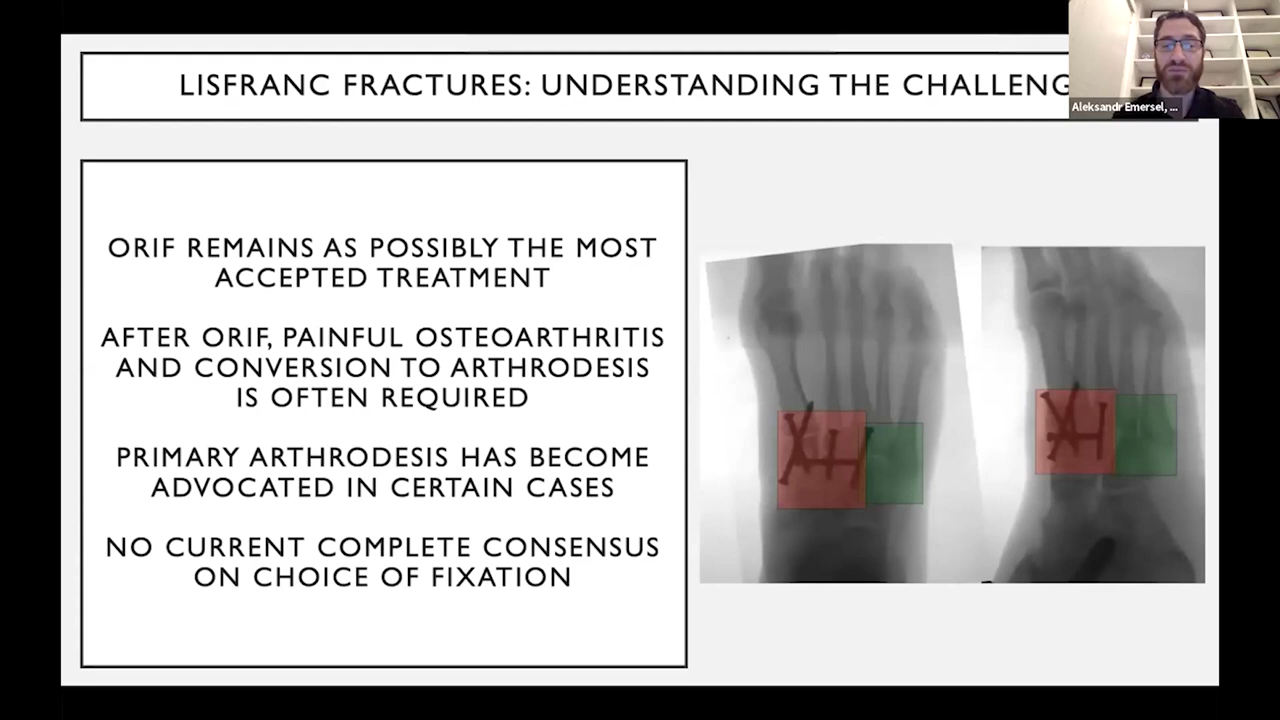 LISFRANC FRACTURES: UNDERSTANDING THE CHALLENG
Aleksandr Emersel, ...
ORIF REMAINS AS POSSIBLY THE MOST
ACCEPTED TREATMENT
AFTER ORIF, PAINFUL OSTEOARTHRITIS
AND CONVERSION TO ARTHRODESIS
IS OFTEN REQUIRED
PRIMARY ARTHRODESIS HAS BECOME
ADVOCATED IN CERTAIN CASES
NO CURRENT COMPLETE CONSENSUS
ON CHOICE OF FIXATION